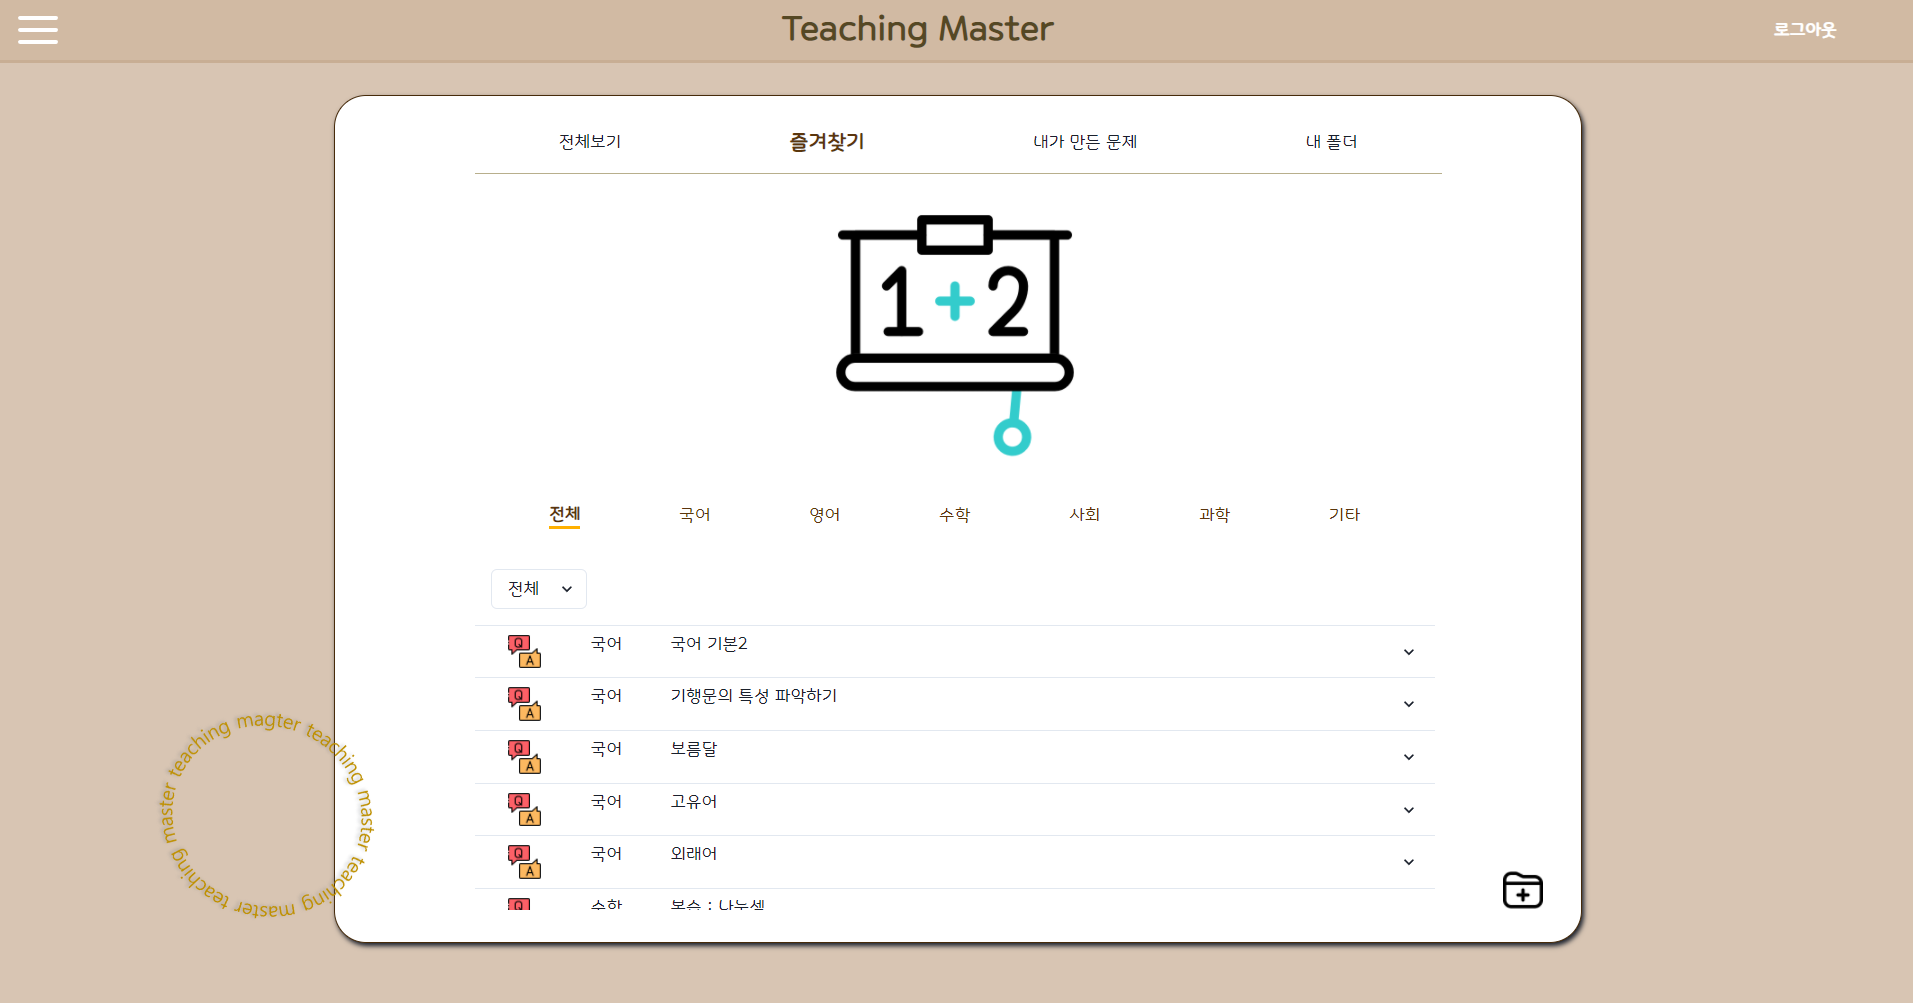 Teaching Master
로그아웃
전체보기 즐겨찾기 내가 만든 문제 내 폴더
1+2
전체 국어 영어 수학 사회 과학 기타
전체
Q A 국어 국어 기본2
Q A 국어 기행문의 특성 파악하기
Q A 국어 보름달
Q A 국어 고유어
Q A 국어 외래어
Q 수학 복습 : 나눗셈
teaching magter teaching master teaching master teacher teaching master